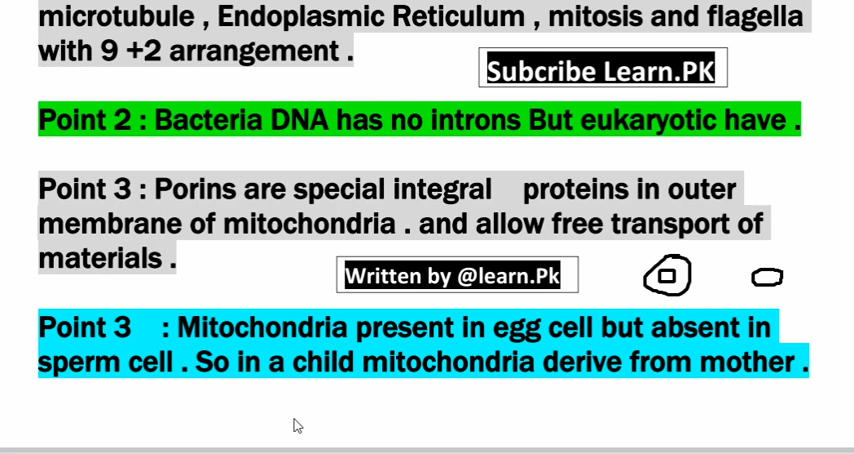 microtubule , Endoplasmic Reticulum , mitosis and flagella
with 9 +2 arrangement .
Subcribe Learn.PK
Point 2 : Bacteria DNA has no introns But eukaryotic have .
Point 3 : Porins are special integral proteins in outer
membrane of mitochondria . and allow free transport of
materials .
Written by @learn.Pk
Point 3 : Mitochondria present in egg cell but absent in
sperm cell . So in a child mitochondria derive from mother .